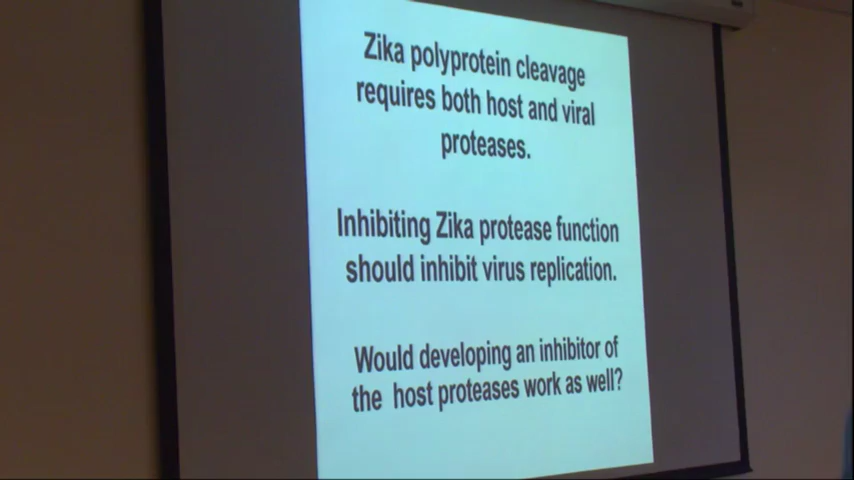 Zika polyprotein cleavage
requires both host and viral
proteases.
Inhibiting Zika protease function
should inhibit virus replication.
Would developing an inhibitor of
the host proteases work as well?